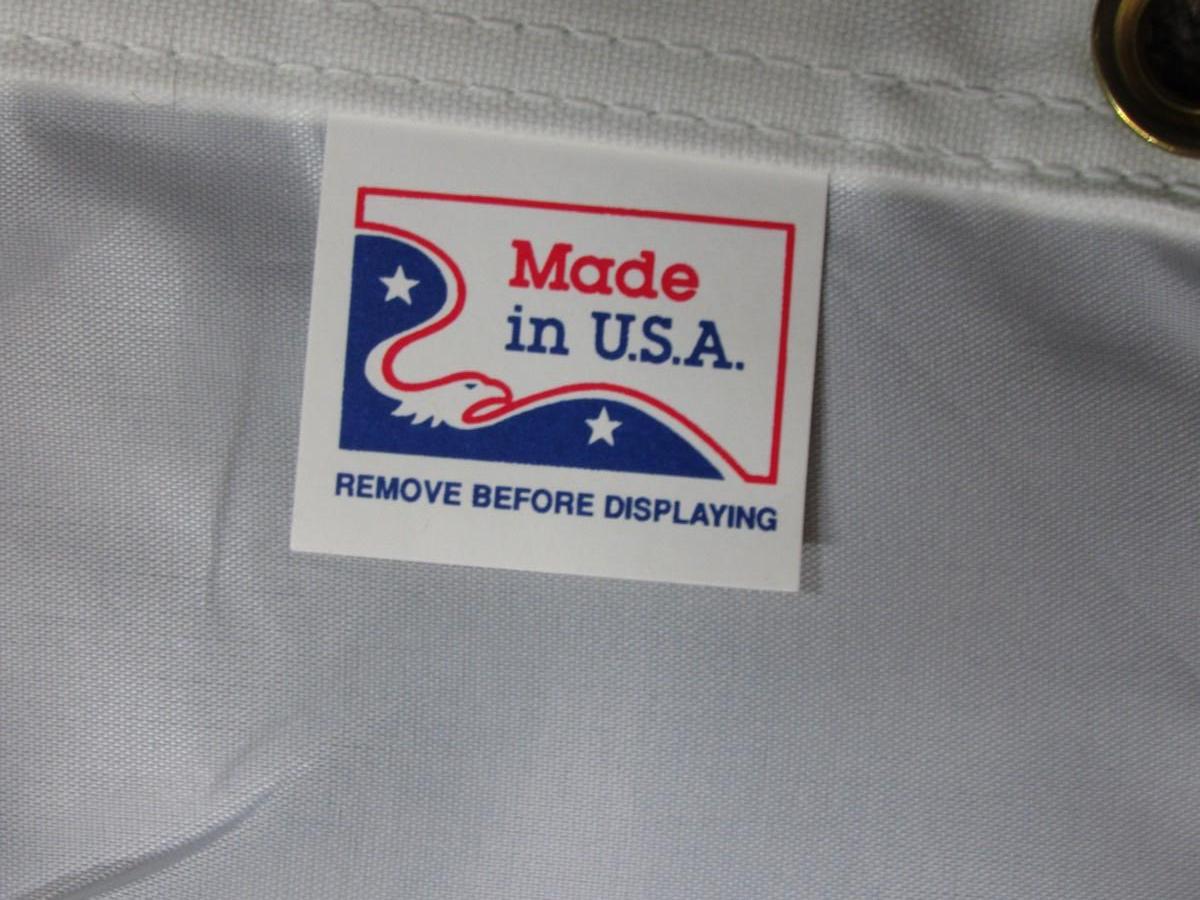 Made
in U.S.A.
REMOVE BEFORE DISPLAYING